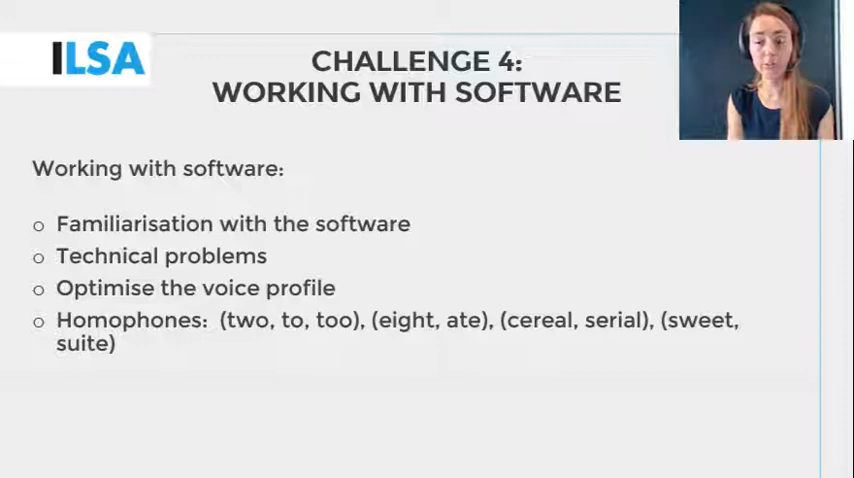 ILSA
CHALLENGE 4:
WORKING WITH SOFTWARE
Working with software:
o Familiarisation with the software
o Technical problems
o Optimise the voice profile
o Homophones: (two, to, too), (eight, ate), (cereal, serial), (sweet,
suite)